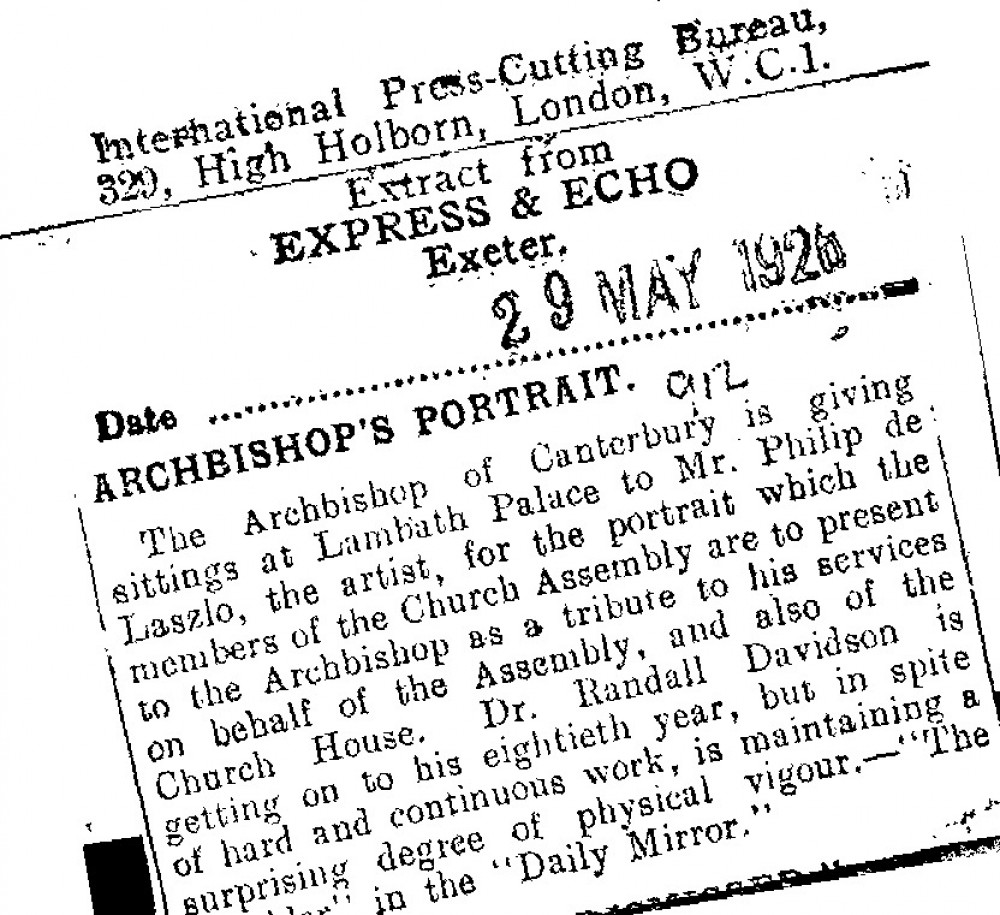 International Press-Cutting Bureau,
329, High Holborn, London, W.C.1.
Extract from
EXPRESS & ECHO
Exeter.
29 MAY 1926
Date
ARCHBISHOP'S PORTRAIT.
The Archbishop of Canterbury is giving
sittings at Lambath Palace to Mr. Philip de
Laszlo, the artist, for the portrait which the
members of the Church Assembly are to present
to the Archbishop as a tribute to his services
on behalf of the Assembly, and also of the
Church House. Dr. Randall Davidson is
getting on to his eightieth year, but in spite
of hard and continuous work, is maintaining a
surprising degree of physical vigour.—"The
in the "Daily Mirror."